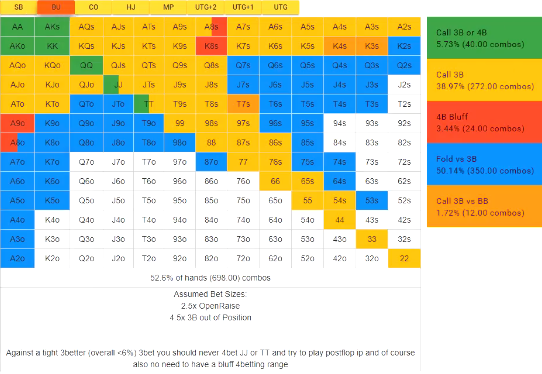 SB BU CO HJ MP UTG+2 UTG+1 UTG
AA AKs AQs AJs ATs A9s A8s A7s A6s A5s A4s A3s A2s
AKo KK KQs KJs KTs K9s K8s K7s K6s K5s K4s K3s K2s
AQo KQo QQ QJs QTs Q9s Q8s Q7s Q6s Q5s Q4s Q3s Q2s
AJo KJo QJo JJ JTs J9s J8s J7s J6s J5s J4s J3s J2s
ATo KTo QTo JTo TT T9s T8s T7s T6s T5s T4s T3s T2s
A9o K9o Q9o J9o T9o 99 98s 97s 96s 95s 94s 93s 92s
A8o K8o Q8o J8o T8o 98o 88 87s 86s 85s 84s 83s 82s
A7o K7o Q7o J7o T7o 97o 87o 77 76s 75s 74s 73s 72s
A6o K6o Q6o J6o T6o 96o 86o 76o 66 65s 64s 63s 62s
A5o K5o Q5o J5o T5o 95o 85o 75o 65o 55 54s 53s 52s
A4o K4o Q4o J4o T4o 94o 84o 74o 64o 54o 44 43s 42s
A3o K3o Q3o J3o T3o 93o 83o 73o 63o 53o 43o 33 32s
A2o K2o Q2o J2o T2o 92o 82o 72o 62o 52o 42o 32o 22
52.6% of hands (698.00) combos
Assumed Bet Sizes:
2.5x OpenRaise
4.5x 3B out of Position
Against a tight 3better (overall <6%) 3bet you should never 4bet JJ or TT and try to play postflop ip and of course
also no need to have a bluff 4betting range
Call 3B or 4B
5.73% (40.00 combos)
Call 3B
38.97% (272.00 combos)
4B Bluff
3.44% (24.00 combos)
Fold vs 3B
50.14% (350.00 combos)
Call 3B vs BB
1.72% (12.00 combos)